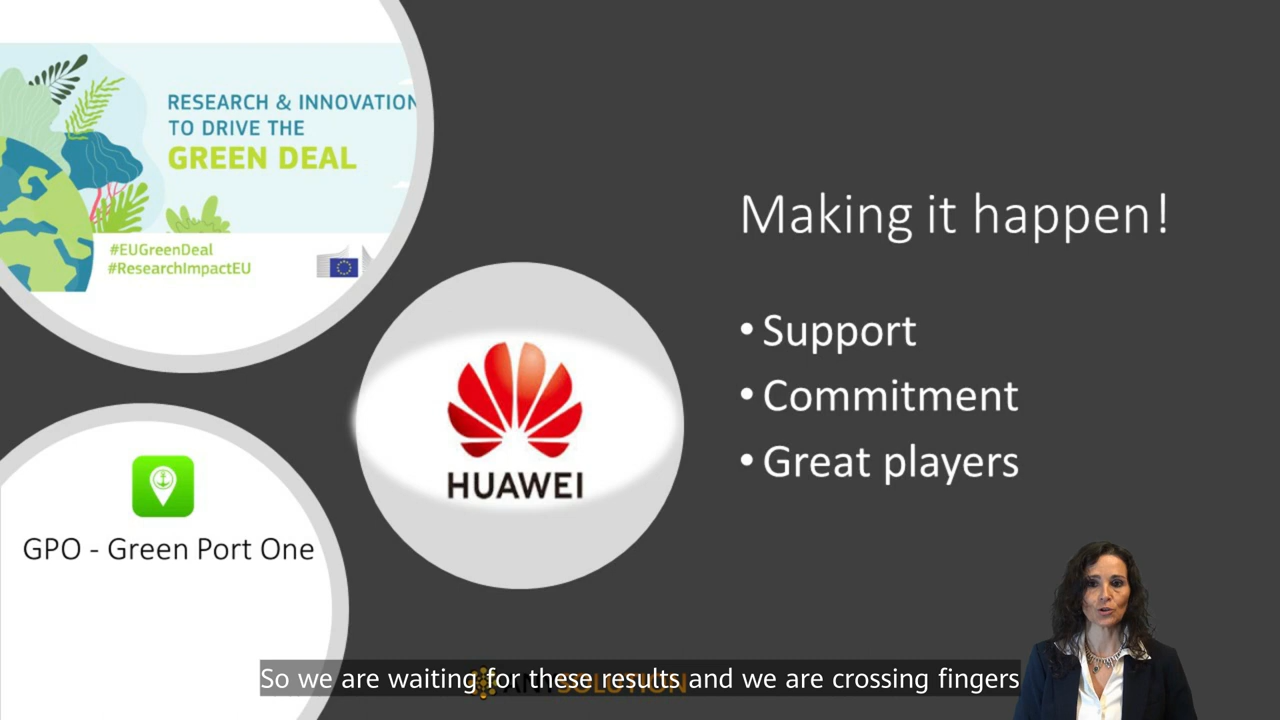 RESEARCH & INNOVATION
TO DRIVE THE
GREEN DEAL
#EUGreenDeal
#ResearchImpactEU
HUAWEI
GPO - Green Port One
Making it happen!
• Support
• Commitment
• Great players
So we are waiting for these results and we are crossing fingers